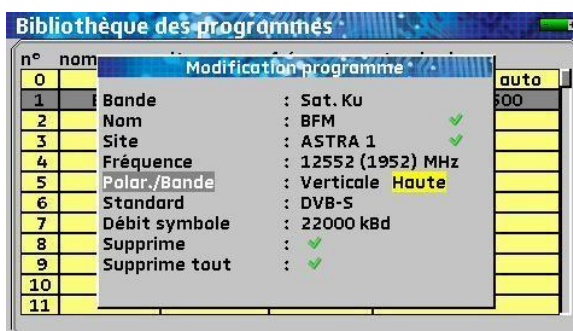 Bibliothèque des programmes
n° nom
Modification programme
0 auto
1 500
Bande : Sat. Ku
2 Nom : BFM
3 Site : ASTRA 1
4 Fréquence : 12552 (1952) MHz
5 Polar./Bande : Verticale Haute
6 Standard : DVB-S
7 Débit symbole : 22000 kBd
8 Supprime :
9 Supprime tout :
10
11